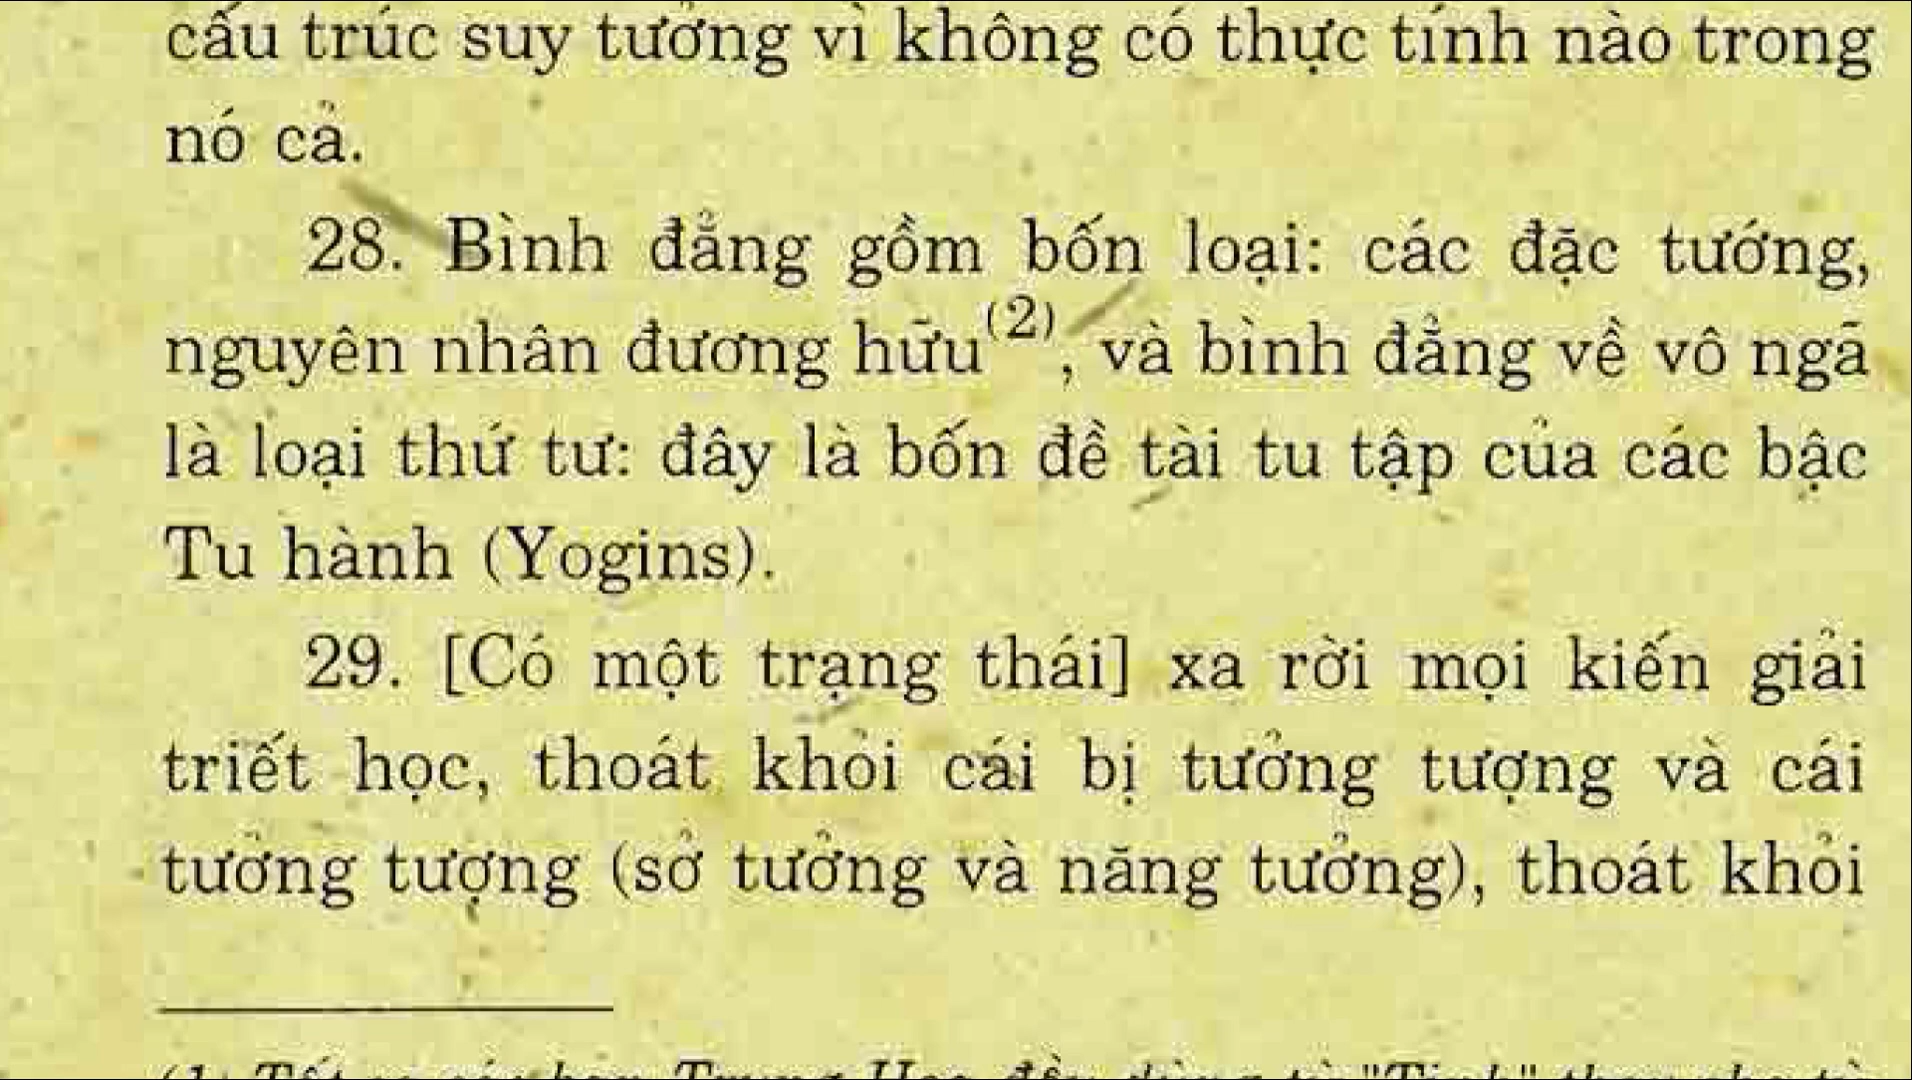 cấu trúc suy tưởng vì không có thực tính nào trong
nó cả.
28. Bình đẳng gồm bốn loại: các đặc tướng,
nguyên nhân đương hữu(2), và bình đẳng về vô ngã
là loại thứ tư: đây là bốn đề tài tu tập của các bậc
Tu hành (Yogins).
29. [Có một trạng thái] xa rời mọi kiến giải
triết học, thoát khỏi cái bị tưởng tượng và cái
tưởng tượng (sở tưởng và năng tưởng), thoát khỏi